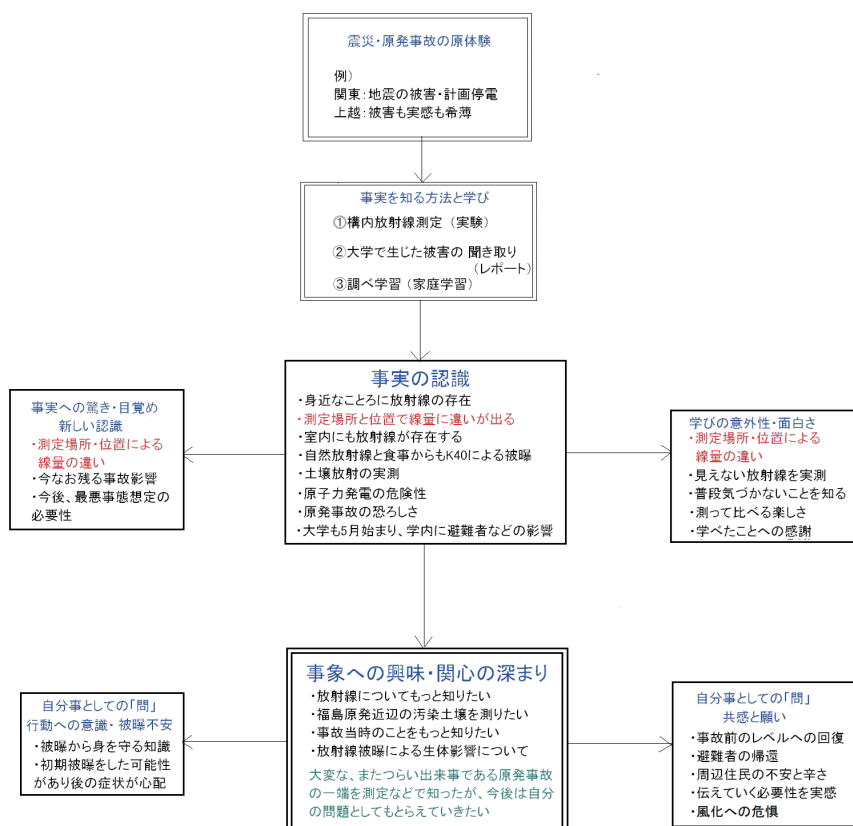 震災・原発事故の原体験
例)
関東:地震の被害・計画停電
上越:被害も実感も希薄
事実を知る方法と学び
①構内放射線測定(実験)
②大学で生じた被害の 聞き取り
(レポート)
③調べ学習(家庭学習)
事実の認識
・身近なころに放射線の存在
・測定場所と位置で線量に違いが出る
・室内にも放射線が存在する
・自然放射線と食事からもK40による被曝
・土壌放射の実測
・原子力発電の危険性
・原発事故の恐ろしさ
・大学も5月始まり、学内に避難者などの影響
事実への驚き・目覚め
新しい認識
・測定場所・位置による
線量の違い
・今なお残る事故影響
・今後、最悪事態想定の
必要性
学びの意外性・面白さ
・測定場所・位置による
線量の違い
・見えない放射線を実測
・普段気づかないことを知る
・測って比べる楽しさ
・学べたことへの感謝
事象への興味・関心の深まり
・放射線についてもっと知りたい
・福島原発近辺の汚染土壌を測りたい
・事故当時のことをもっと知りたい
・放射線被曝による生体影響について
大変な、またつらい出来事である原発事故
の一端を測定などで知ったが、今後は自分
の問題としてもとらえていきたい
自分事としての「問」
行動への意識・被曝不安
・被曝から身を守る知識
・初期被曝をした可能性
があり後の症状が心配
自分事としての「問」
共感と願い
・事故前のレベルへの回復
・避難者の帰還
・周辺住民の不安と辛さ
・伝えていく必要性を実感
・風化への危惧